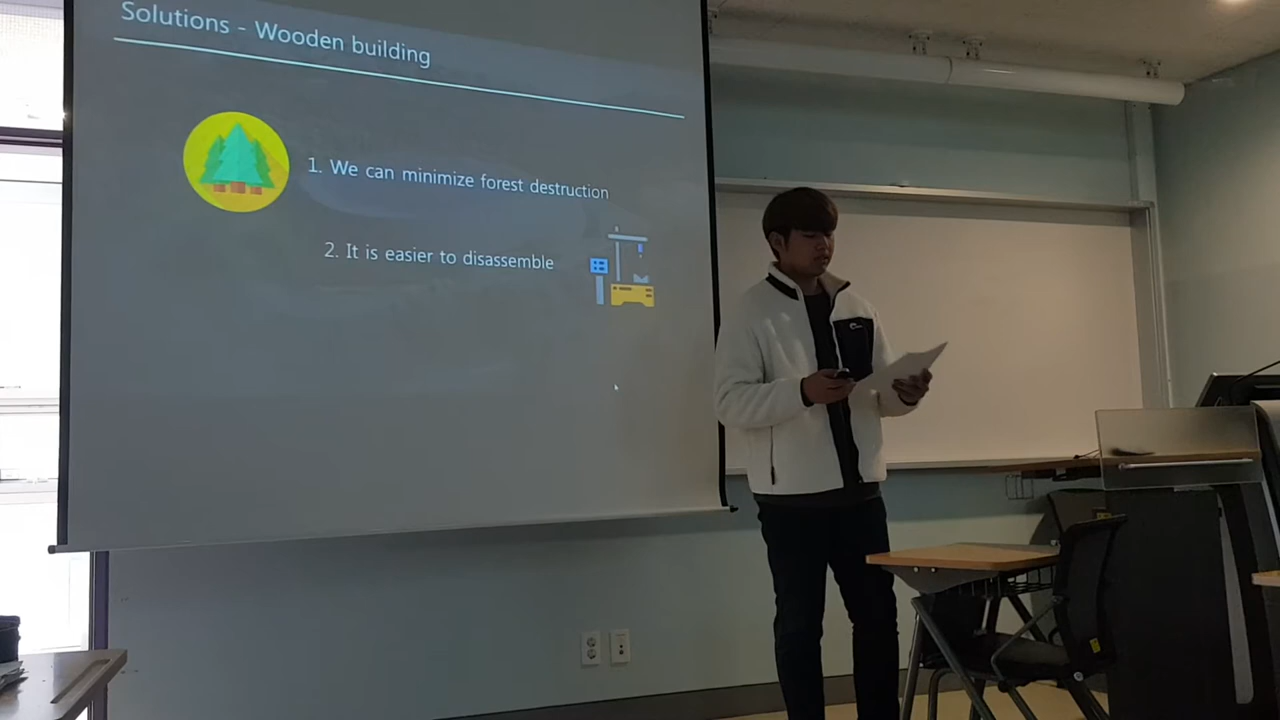 Solutions - Wooden building
1. We can minimize forest destruction
2. It is easier to disassemble